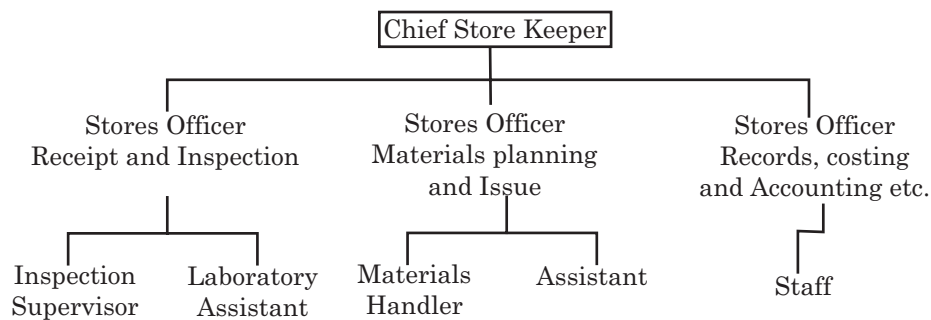 Chief Store Keeper
Stores Officer
Receipt and Inspection
Stores Officer
Materials planning
and Issue
Stores Officer
Records, costing
and Accounting etc.
Inspection
Supervisor
Laboratory
Assistant
Materials
Handler
Assistant
Staff